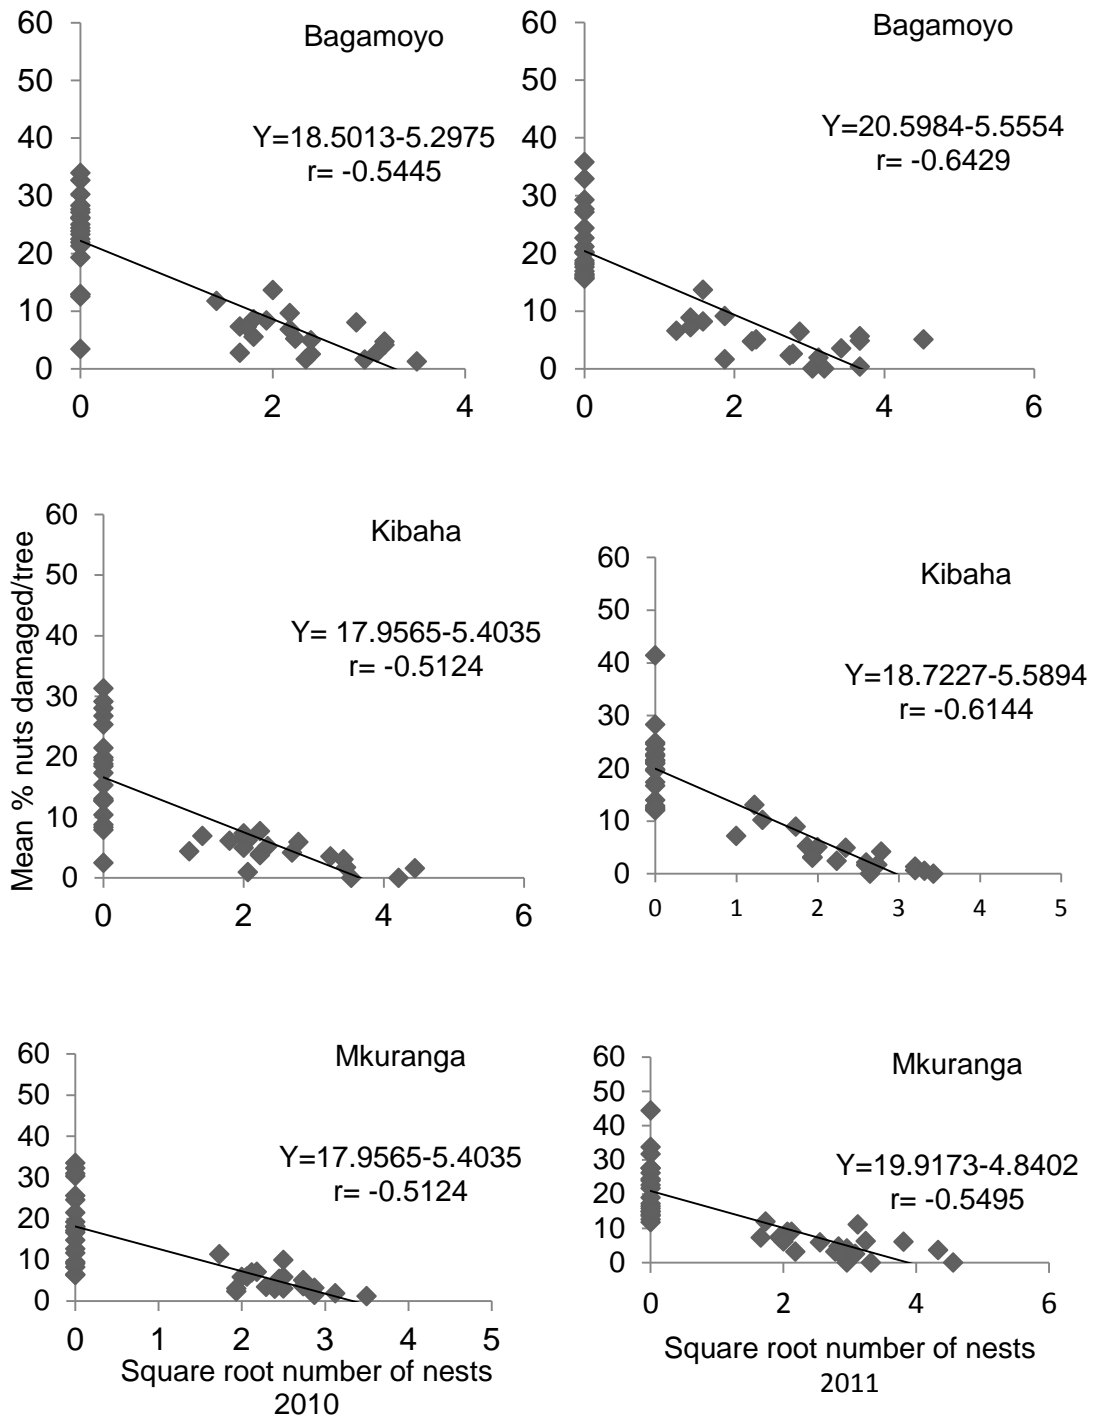 Bagamoyo
Y=18.5013-5.2975
r= -0.5445
60
50
40
30
20
10
0
0 2 4
Bagamoyo
Y=20.5984-5.5554
r= -0.6429
60
50
40
30
20
10
0
0 2 4 6
Mean % nuts damaged/tree
Kibaha
Y= 17.9565-5.4035
r= -0.5124
60
50
40
30
20
10
0
0 2 4 6
Kibaha
Y=18.7227-5.5894
r= -0.6144
60
50
40
30
20
10
0
0 1 2 3 4 5
Mkuranga
Y=17.9565-5.4035
r= -0.5124
60
50
40
30
20
10
0
0 1 2 3 4 5
Square root number of nests
2010
Mkuranga
Y=19.9173-4.8402
r= -0.5495
60
50
40
30
20
10
0
0 2 4 6
Square root number of nests
2011